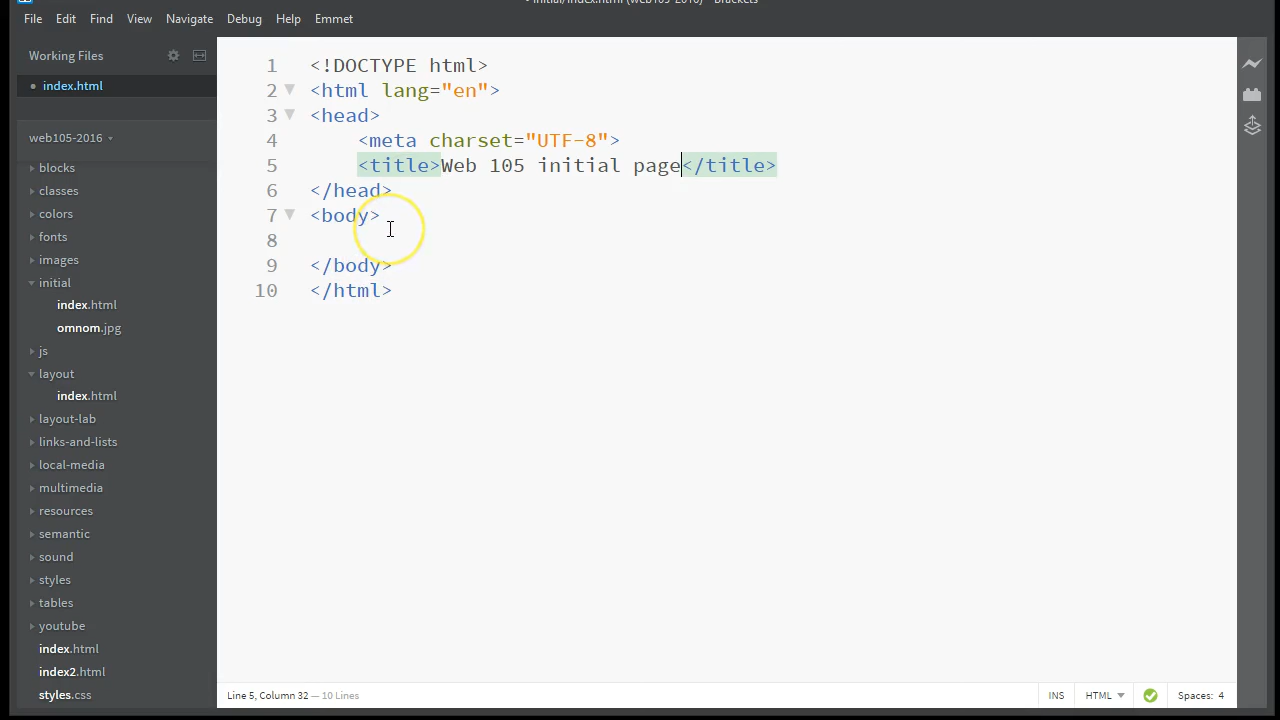 initial/index.html (web105-2016) - Brackets
File Edit Find View Navigate Debug Help Emmet
Working Files
index.html
web105-2016
blocks
classes
colors
fonts
images
initial
index.html
omnom.jpg
js
layout
index.html
layout-lab
links-and-lists
local-media
multimedia
resources
semantic
sound
styles
tables
youtube
index.html
index2.html
styles.css
1 <!DOCTYPE html>
2 <html lang="en">
3 <head>
4 <meta charset="UTF-8">
5 <title>Web 105 initial page</title>
6 </head>
7 <body>
8
9 </body>
10 </html>
Line 5, Column 32 — 10 Lines
INS HTML Spaces: 4